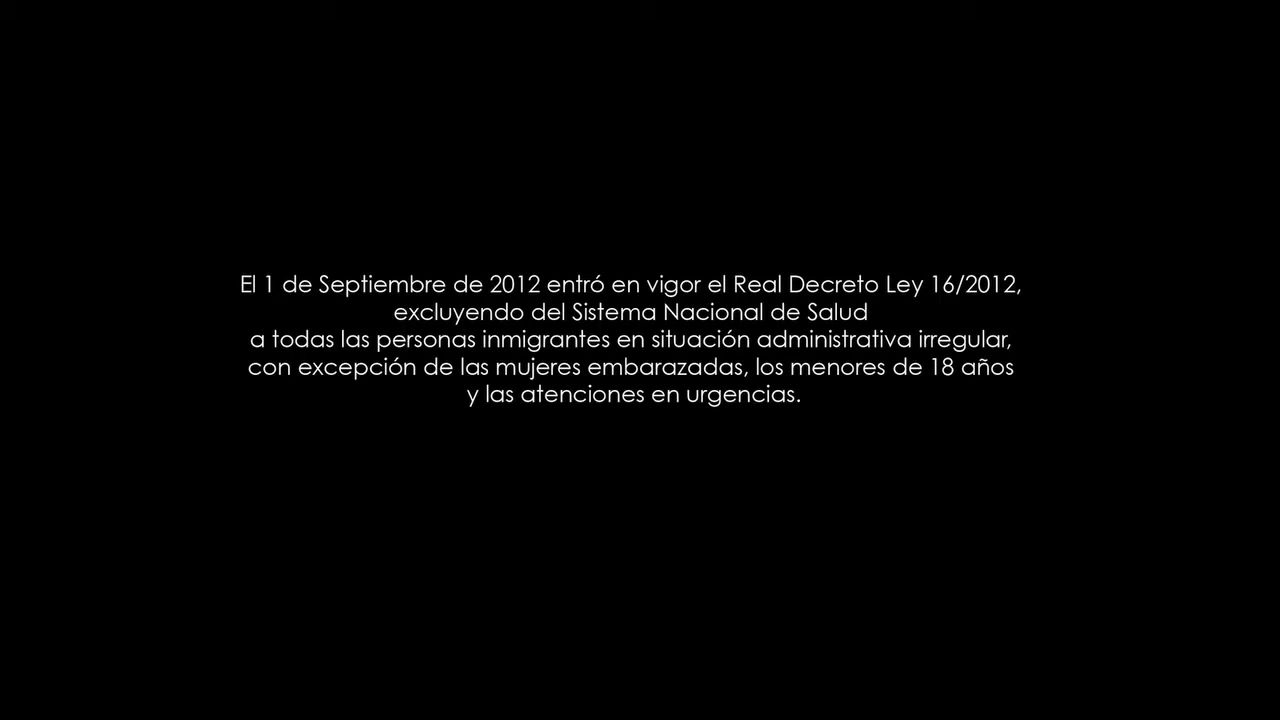 El 1 de Septiembre de 2012 entró en vigor el Real Decreto Ley 16/2012,
excluyendo del Sistema Nacional de Salud
a todas las personas inmigrantes en situación administrativa irregular,
con excepción de las mujeres embarazadas, los menores de 18 años
y las atenciones en urgencias.